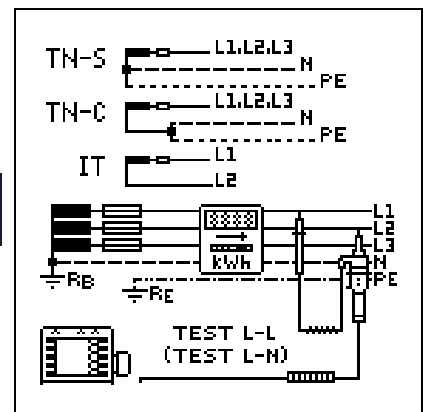 TN-S L1,L2,L3
N
PE
TN-C L1,L2,L3
N
PE
IT L1
L2
8888 L1
L2
L3
kWh N
RB PE
RE
TEST L-L
(TEST L-N)